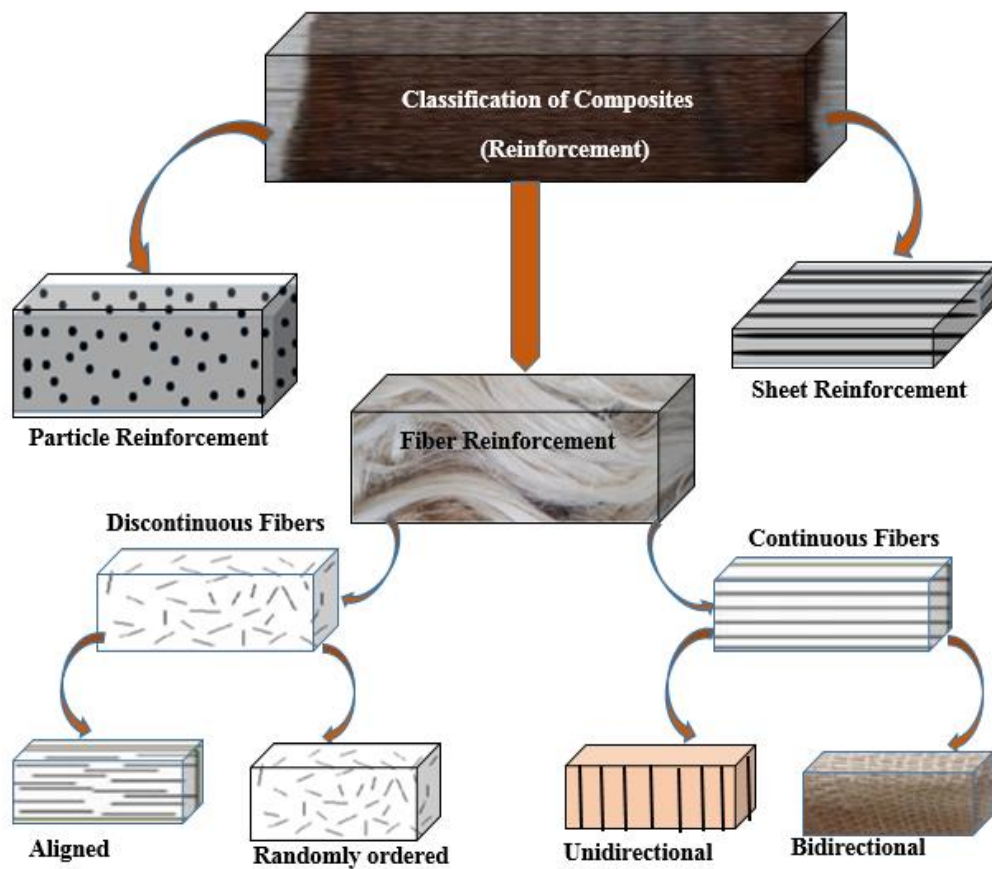 Classification of Composites
(Reinforcement)
Particle Reinforcement
Sheet Reinforcement
Fiber Reinforcement
Discontinuous Fibers
Continuous Fibers
Aligned
Randomly ordered
Unidirectional
Bidirectional